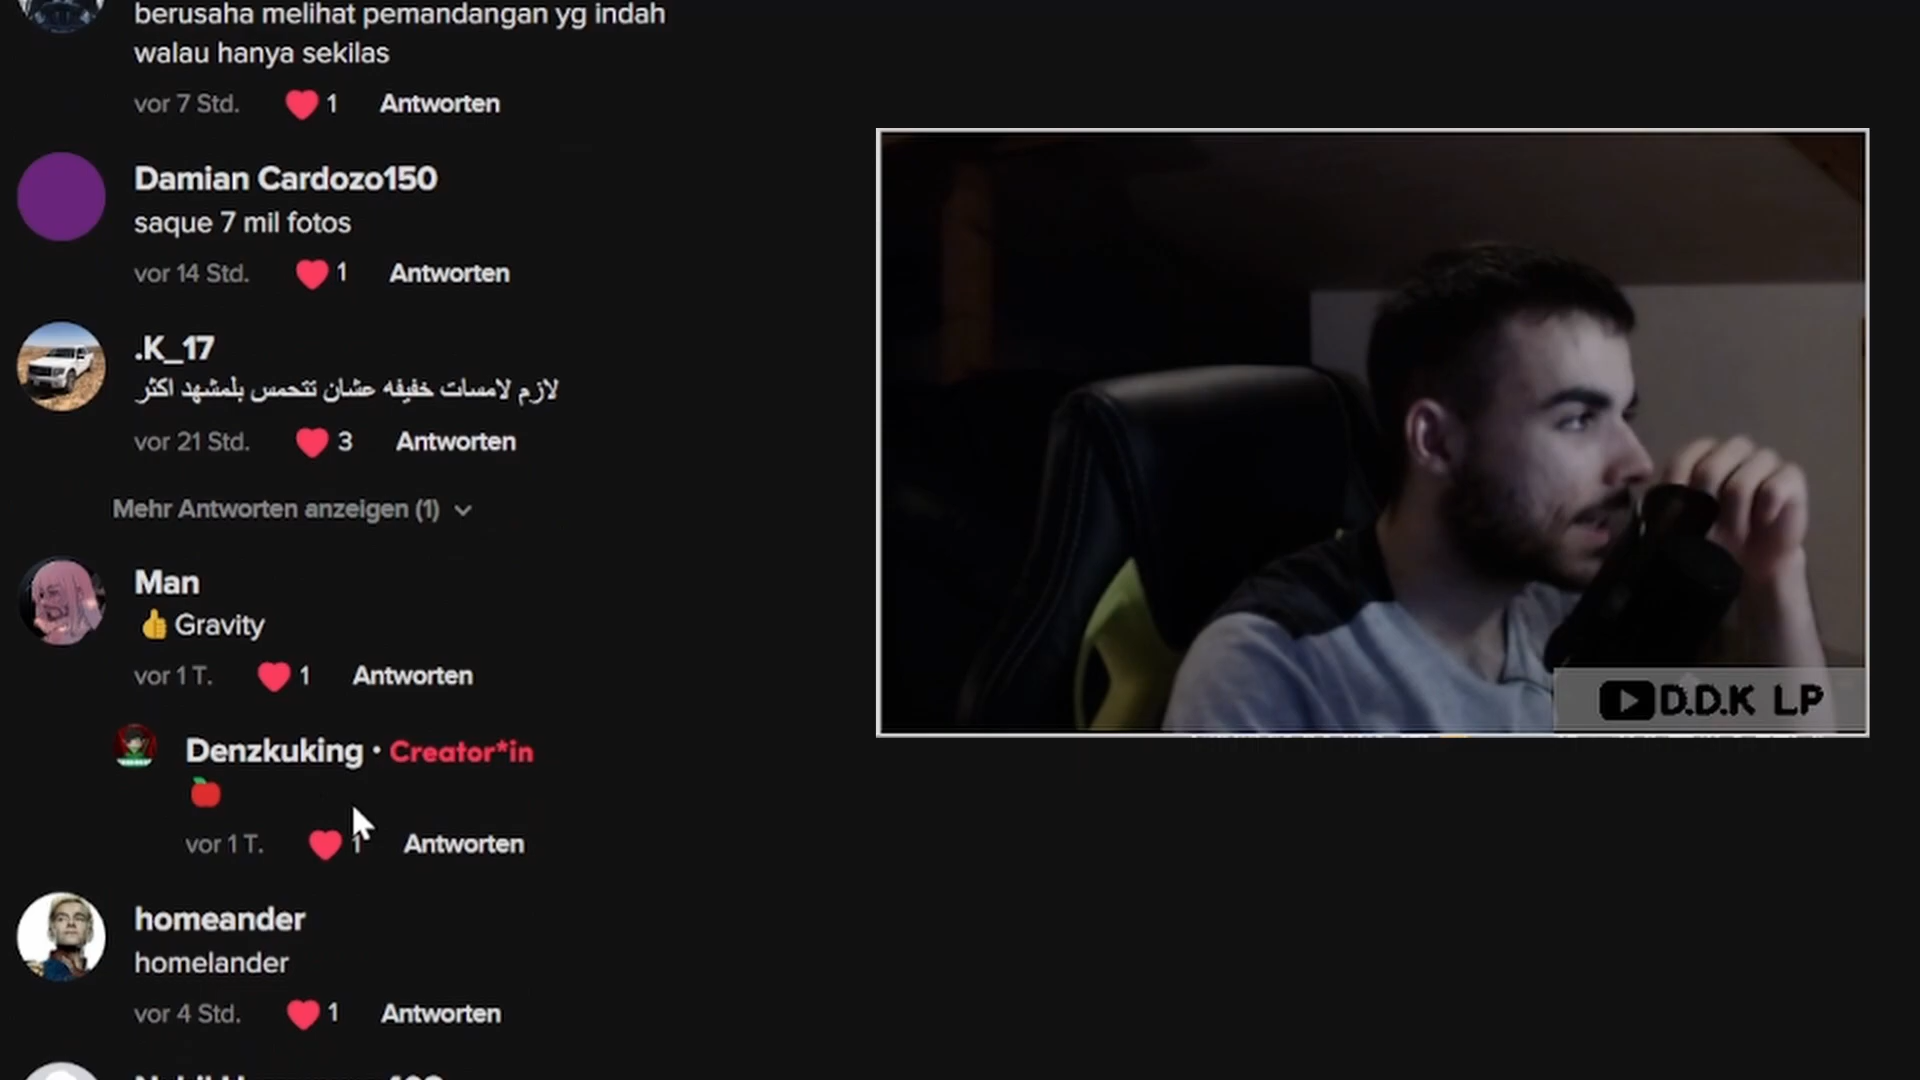 berusaha melihat pemandangan yg indah
walau hanya sekilas
vor 7 Std. 1 Antworten
Damian Cardozo150
saque 7 mil fotos
vor 14 Std. 1 Antworten
.K_17
لازم لامسات خفيفه عشان تتحمس بلمشهد اكثر
vor 21 Std. 3 Antworten
Mehr Antworten anzeigen (1)
Man
👍 Gravity
vor 1 T. 1 Antworten
Denzkuking · Creator*in
🍎
vor 1 T. 1 Antworten
homeander
homelander
vor 4 Std. 1 Antworten
D.D.K LP